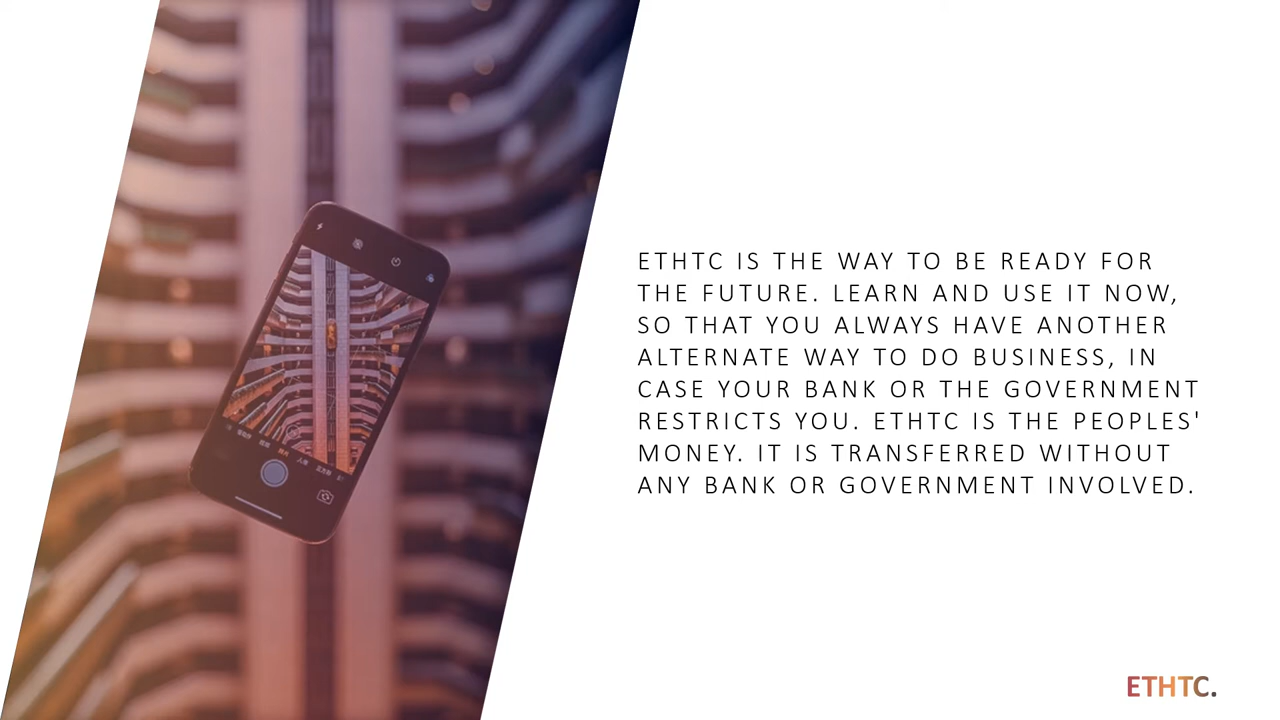 ETHTC IS THE WAY TO BE READY FOR
THE FUTURE. LEARN AND USE IT NOW,
SO THAT YOU ALWAYS HAVE ANOTHER
ALTERNATE WAY TO DO BUSINESS, IN
CASE YOUR BANK OR THE GOVERNMENT
RESTRICTS YOU. ETHTC IS THE PEOPLES'
MONEY. IT IS TRANSFERRED WITHOUT
ANY BANK OR GOVERNMENT INVOLVED.
ETHTC.